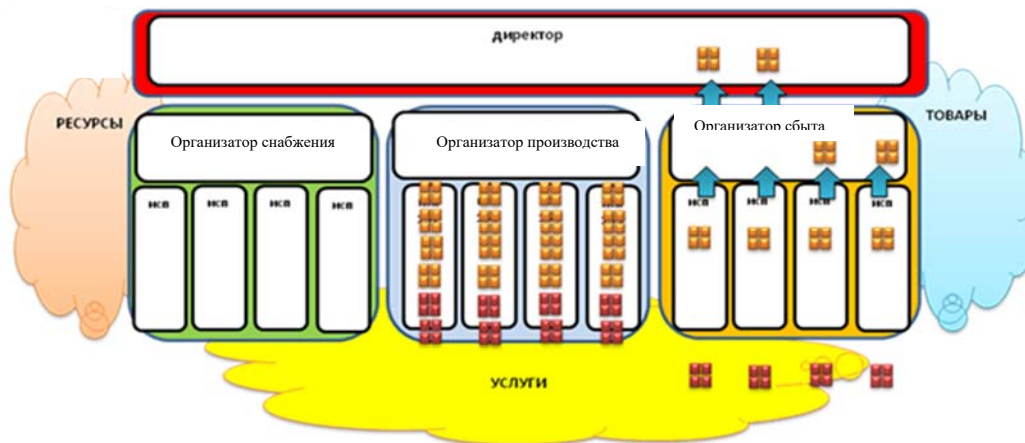 директор
РЕСУРСЫ
ТОВАРЫ
Организатор снабжения
Организатор производства
Организатор сбыта
исп
исп
исп
исп
исп
исп
исп
исп
УСЛУГИ